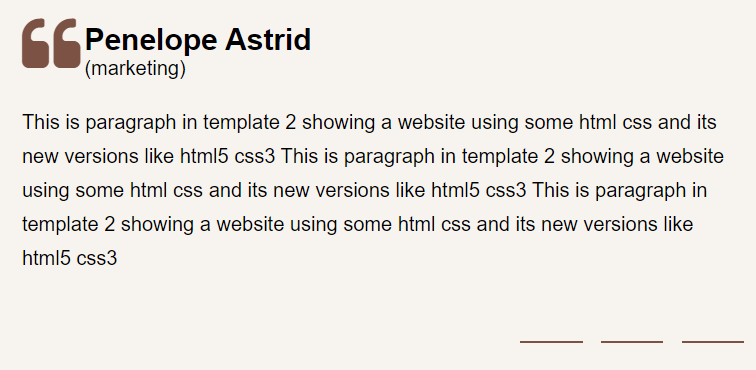 Penelope Astrid
(marketing)
This is paragraph in template 2 showing a website using some html css and its
new versions like html5 css3 This is paragraph in template 2 showing a website
using some html css and its new versions like html5 css3 This is paragraph in
template 2 showing a website using some html css and its new versions like
html5 css3